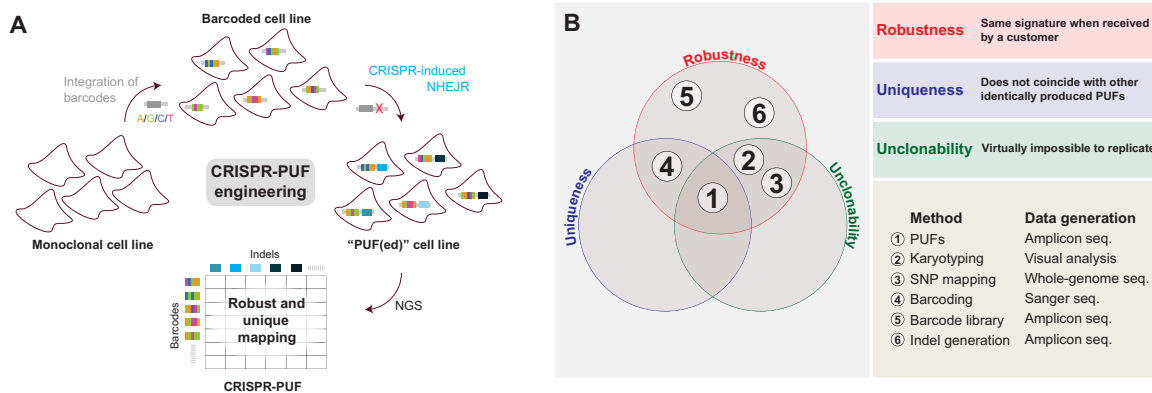 A
Barcoded cell line
Integration of
barcodes
A/G/C/T
CRISPR-induced
NHEJR
X
CRISPR-PUF
engineering
Monoclonal cell line
“PUF(ed)” cell line
Indels
NGS
Barcodes
Robust and
unique
mapping
CRISPR-PUF
B
Robustness
Uniqueness
Unclonability
5
6
4
2
3
1
Robustness
Same signature when received
by a customer
Uniqueness
Does not coincide with other
identically produced PUFs
Unclonability
Virtually impossible to replicate
Method Data generation
1 PUFs Amplicon seq.
2 Karyotyping Visual analysis
3 SNP mapping Whole-genome seq.
4 Barcoding Sanger seq.
5 Barcode library Amplicon seq.
6 Indel generation Amplicon seq.